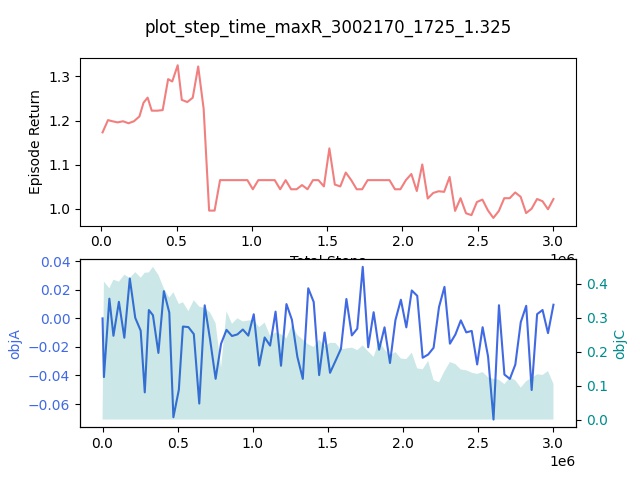 plot_step_time_maxR_3002170_1725_1.325
Episode Return
1.3
1.2
1.1
1.0
0.0 0.5 1.0 1.5 2.0 2.5 3.0
Total Steps
1e6
objA
0.04
0.02
0.00
−0.02
−0.04
−0.06
0.4
0.3
0.2
0.1
0.0
objC
0.0 0.5 1.0 1.5 2.0 2.5 3.0
1e6